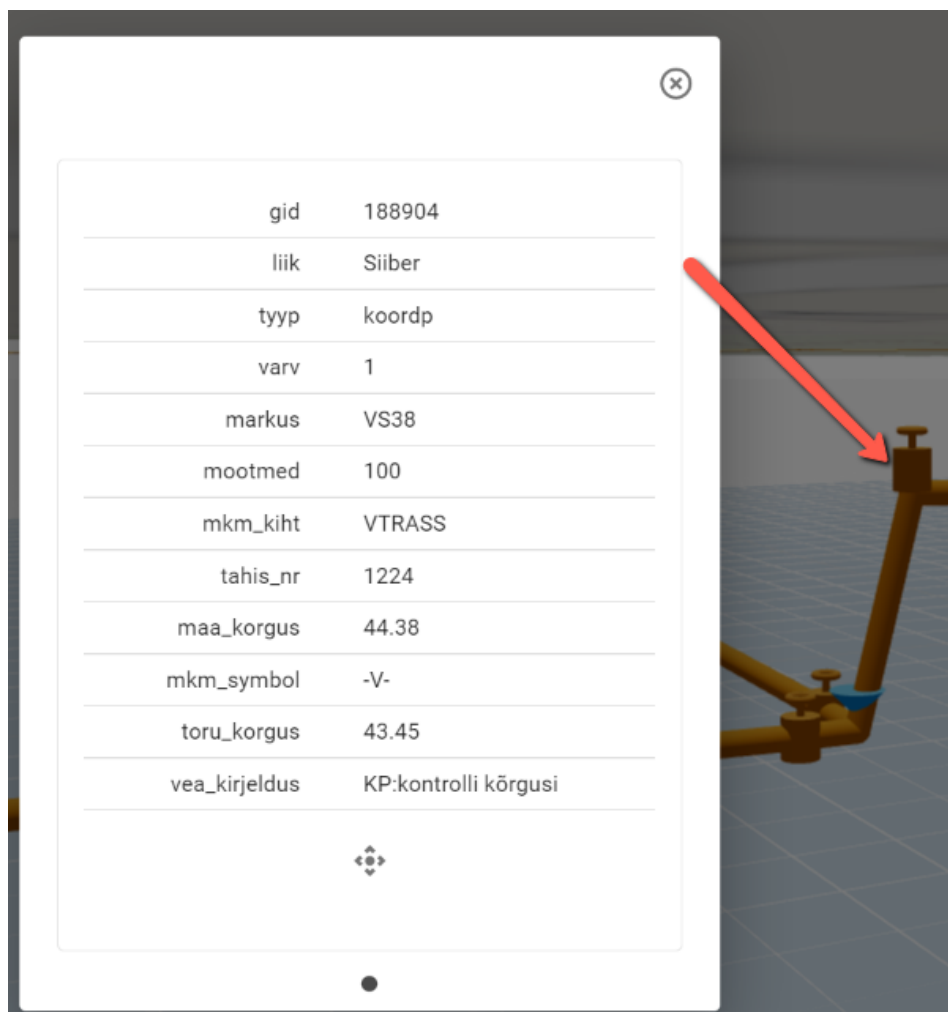 gid 188904
liik Siiber
tyyp koordp
varv 1
markus VS38
mootmed 100
mkm_kiht VTRASS
tahis_nr 1224
maa_korgus 44.38
mkm_symbol -V-
toru_korgus 43.45
vea_kirjeldus KP:kontrolli kõrgusi